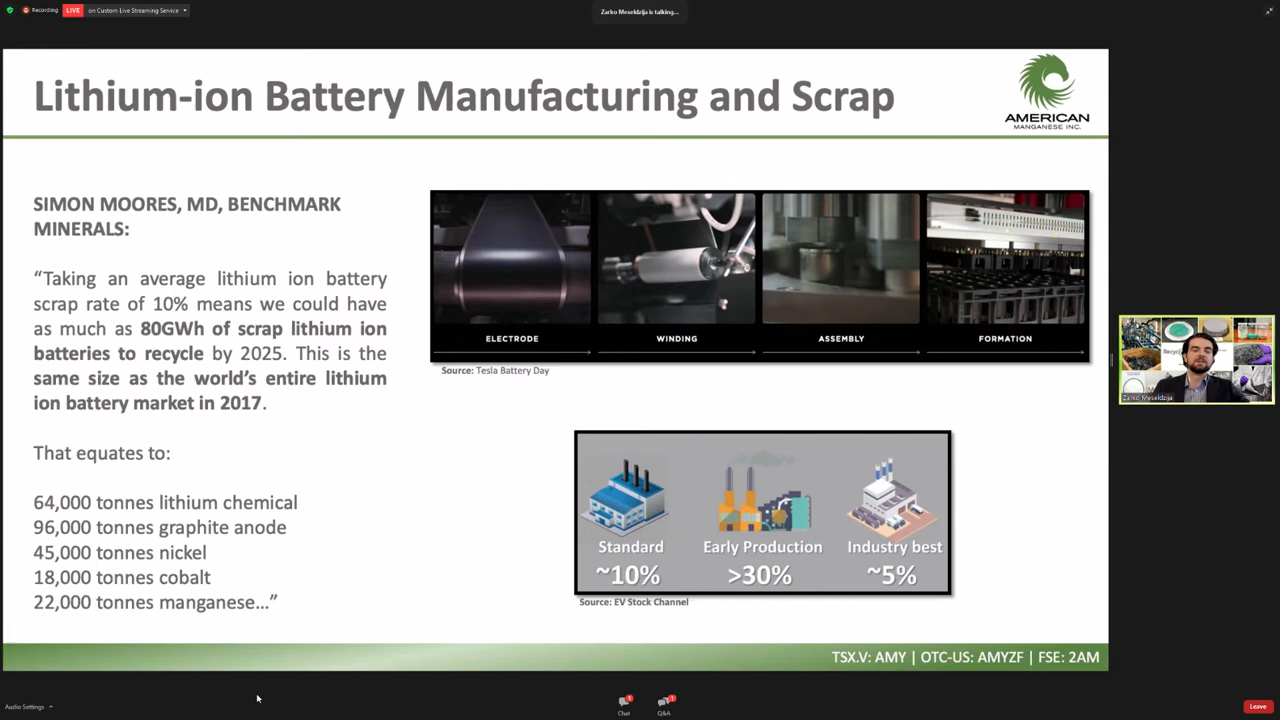 Recording
LIVE
on Custom Live Streaming Service
Zarko Meseldzija is talking...
Lithium-ion Battery Manufacturing and Scrap
AMERICAN
MANGANESE INC.
SIMON MOORES, MD, BENCHMARK
MINERALS:
“Taking an average lithium ion battery
scrap rate of 10% means we could have
as much as 80GWh of scrap lithium ion
batteries to recycle by 2025. This is the
same size as the world’s entire lithium
ion battery market in 2017.
That equates to:
64,000 tonnes lithium chemical
96,000 tonnes graphite anode
45,000 tonnes nickel
18,000 tonnes cobalt
22,000 tonnes manganese…”
ELECTRODE
WINDING
ASSEMBLY
FORMATION
Source: Tesla Battery Day
Standard
~10%
Early Production
>30%
Industry best
~5%
Source: EV Stock Channel
TSX.V: AMY | OTC-US: AMYZF | FSE: 2AM
Zarko Meseldzija
Audio Settings
1
Chat
1
Q&A
Leave